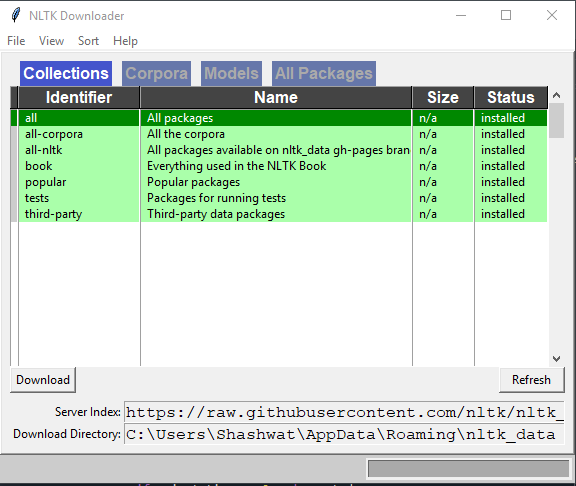 NLTK Downloader
File View Sort Help
Collections Corpora Models All Packages
Identifier Name Size Status
all All packages n/a installed
all-corpora All the corpora n/a installed
all-nltk All packages available on nltk_data gh-pages bran n/a installed
book Everything used in the NLTK Book n/a installed
popular Popular packages n/a installed
tests Packages for running tests n/a installed
third-party Third-party data packages n/a installed
Download Refresh
Server Index: https://raw.githubusercontent.com/nltk/nltk_
Download Directory: C:\Users\Shashwat\AppData\Roaming\nltk_data